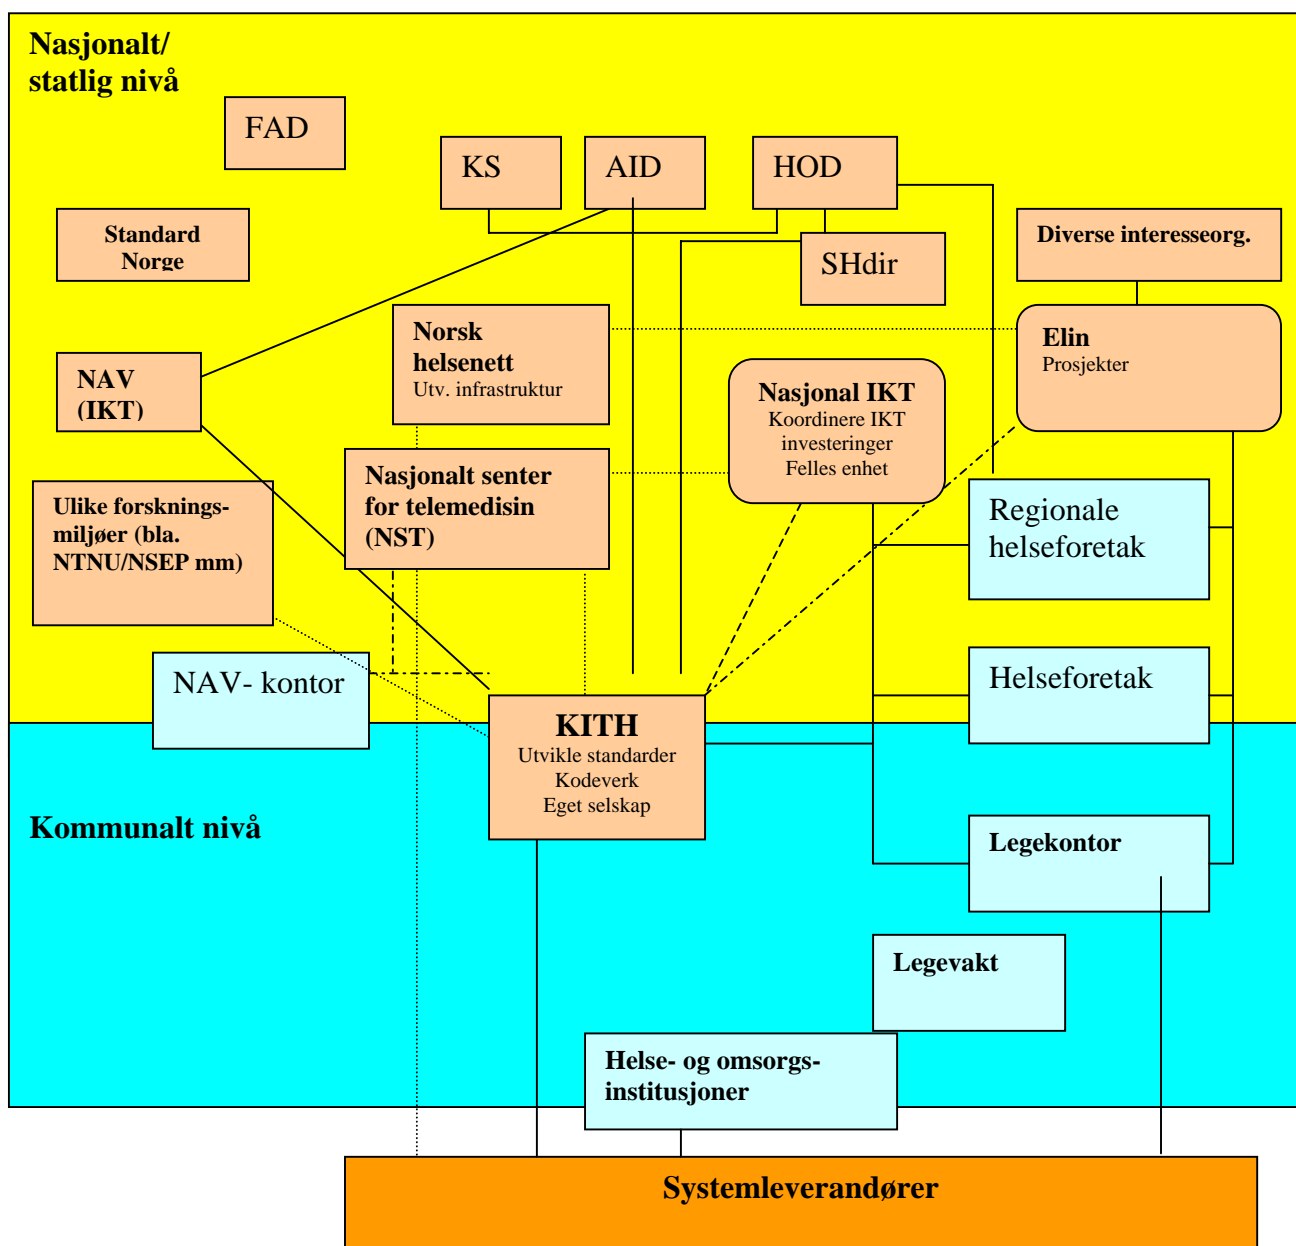 Nasjonalt/
statlig nivå
FAD
KS
AID
HOD
Standard
Norge
SHdir
Diverse interesseorg.
Norsk
helsenett
Utv. infrastruktur
Elin
Prosjekter
NAV
(IKT)
Nasjonal IKT
Koordinere IKT
investeringer
Felles enhet
Nasjonalt senter
for telemedisin
(NST)
Ulike forsknings-
miljøer (bla.
NTNU/NSEP mm)
Regionale
helseforetak
NAV- kontor
Helseforetak
KITH
Utvikle standarder
Kodeverk
Eget selskap
Kommunalt nivå
Legekontor
Legevakt
Helse- og omsorgs-
institusjoner
Systemleverandører